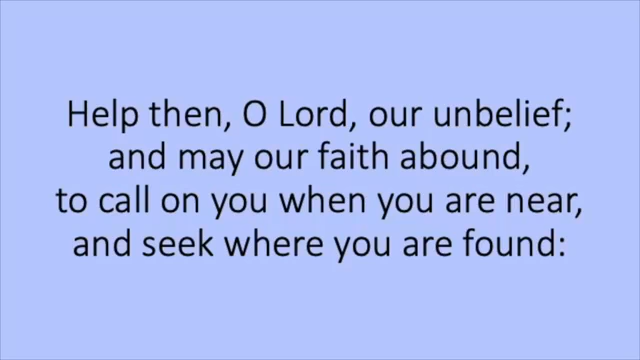 Help then, O Lord, our unbelief;
and may our faith abound,
to call on you when you are near,
and seek where you are found: